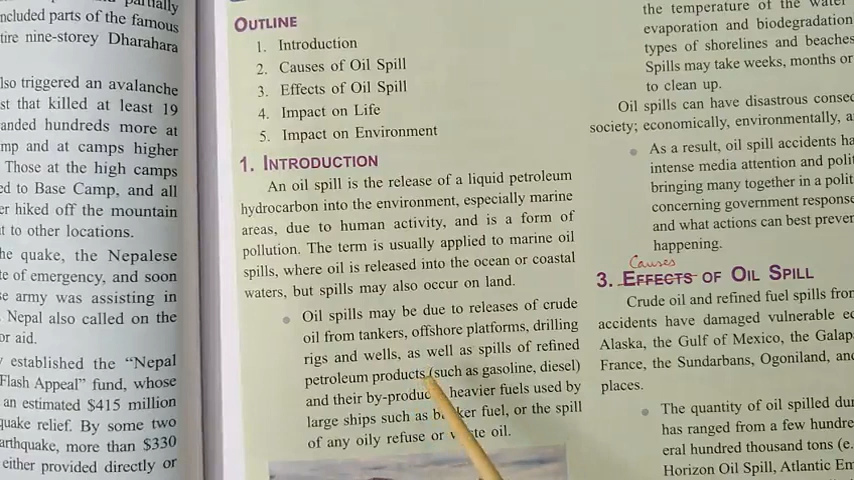 partially
ncluded parts of the famous
tire nine-storey Dharahara
lso triggered an avalanche
st that killed at least 19
anded hundreds more at
mp and at camps higher
Those at the high camps
ed to Base Camp, and all
er hiked off the mountain
t to other locations.
he quake, the Nepalese
te of emergency, and soon
se army was assisting in
Nepal also called on the
or aid.
y established the “Nepal
Flash Appeal” fund, whose
an estimated $415 million
quake relief. By some two
arthquake, more than $330
either provided directly or
OUTLINE
1. Introduction
2. Causes of Oil Spill
3. Effects of Oil Spill
4. Impact on Life
5. Impact on Environment
1. INTRODUCTION
An oil spill is the release of a liquid petroleum
hydrocarbon into the environment, especially marine
areas, due to human activity, and is a form of
pollution. The term is usually applied to marine oil
spills, where oil is released into the ocean or coastal
waters, but spills may also occur on land.
Oil spills may be due to releases of crude
oil from tankers, offshore platforms, drilling
rigs and wells, as well as spills of refined
petroleum products (such as gasoline, diesel)
and their by-produc heavier fuels used by
large ships such as b ker fuel, or the spill
of any oily refuse or w ste oil.
the temperature of the water
evaporation and biodegradation
types of shorelines and beaches
Spills may take weeks, months or
to clean up.
Oil spills can have disastrous conse
society; economically, environmentally, a
As a result, oil spill accidents ha
intense media attention and polit
bringing many together in a polit
concerning government response
and what actions can best preven
happening.
Causes
3. EFFECTS OF OIL SPILL
Crude oil and refined fuel spills from
accidents have damaged vulnerable ec
Alaska, the Gulf of Mexico, the Galap
France, the Sundarbans, Ogoniland, and
places.
The quantity of oil spilled dur
has ranged from a few hundre
eral hundred thousand tons (e.
Horizon Oil Spill, Atlantic Em